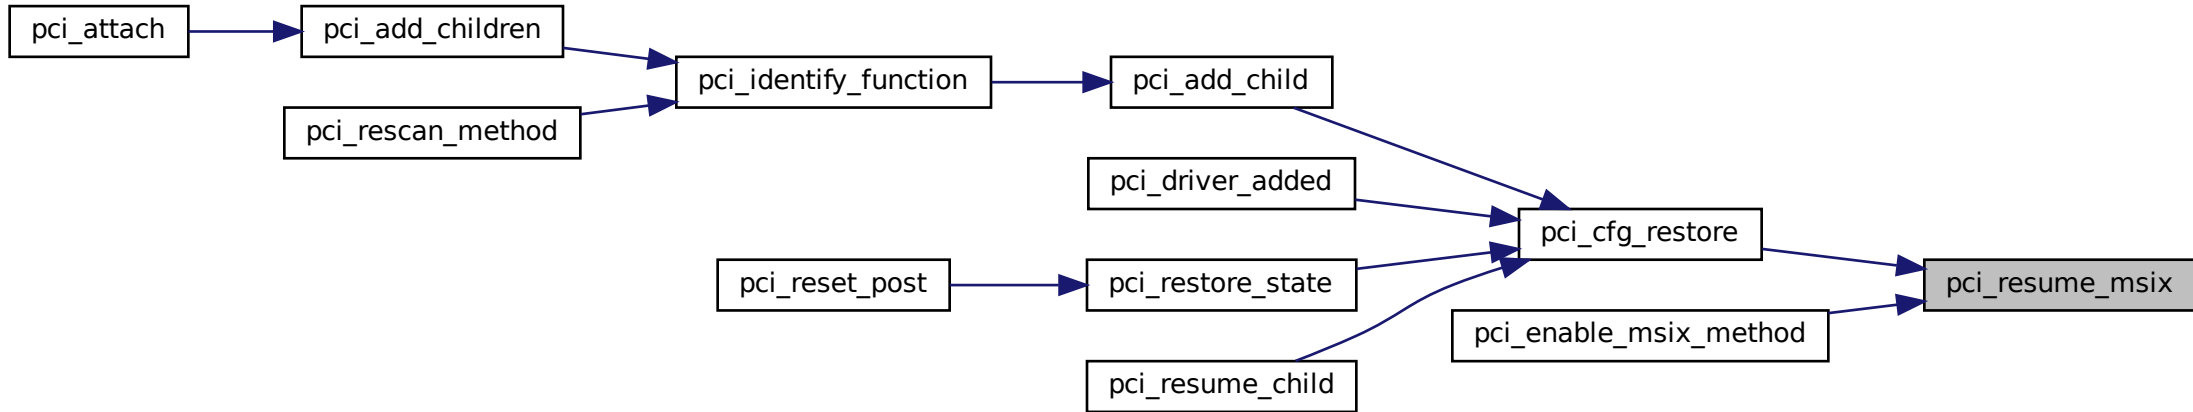 pci_attach
pci_add_children
pci_identify_function
pci_add_child
pci_rescan_method
pci_driver_added
pci_cfg_restore
pci_reset_post
pci_restore_state
pci_resume_msix
pci_enable_msix_method
pci_resume_child